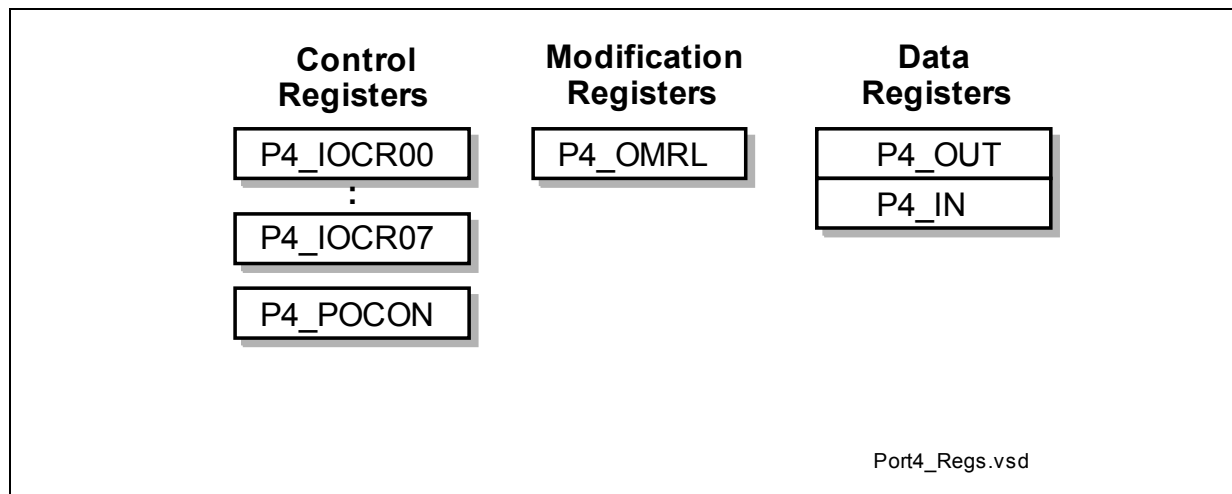 Control
Registers
P4_IOCR00
:
P4_IOCR07
P4_POCON
Modification
Registers
P4_OMRL
Data
Registers
P4_OUT
P4_IN
Port4_Regs.vsd